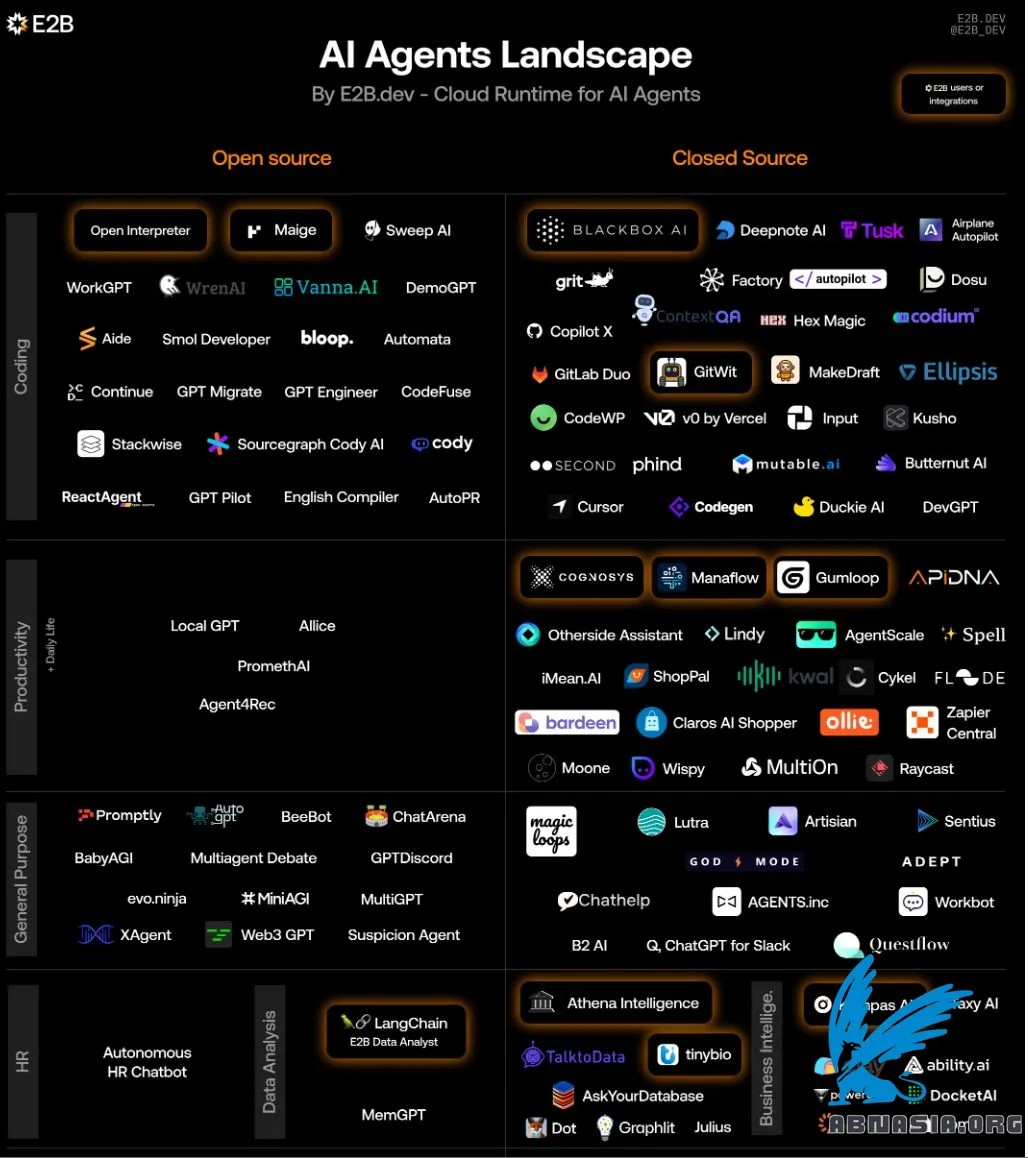 E2B
E2B.DEV
@E2B_DEV
AI Agents Landscape
By E2B.dev - Cloud Runtime for AI Agents
E2B users or
integrations
Open source
Closed Source
Coding
Open Interpreter
Maige
Sweep AI
WorkGPT
WrenAI
Vanna.AI
DemoGPT
Aide
Smol Developer
bloop.
Automata
Continue
GPT Migrate
GPT Engineer
CodeFuse
Stackwise
Sourcegraph Cody AI
cody
ReactAgent
GPT Pilot
English Compiler
AutoPR
BLACKBOX AI
Deepnote AI
Tusk
Airplane
Autopilot
grit
Factory
</ autopilot >
Dosu
Copilot X
ContextQA
HEX
Hex Magic
codium
GitLab Duo
GitWit
MakeDraft
Ellipsis
CodeWP
v0 by Vercel
Input
Kusho
SECOND
phind
mutable.ai
Butternut AI
Cursor
Codegen
Duckie AI
DevGPT
Productivity
+ Daily Life
Local GPT
Allice
PromethAI
Agent4Rec
COGNOSYS
Manaflow
Gumloop
APIDNA
Otherside Assistant
Lindy
AgentScale
Spell
iMean.AI
ShopPal
kwal
Cykel
FLODE
bardeen
Claros AI Shopper
ollie
Zapier
Central
Moone
Wispy
MultiOn
Raycast
General Purpose
Promptly
Auto
gpt
BeeBot
ChatArena
BabyAGI
Multiagent Debate
GPTDiscord
evo.ninja
MiniAGI
MultiGPT
XAgent
Web3 GPT
Suspicion Agent
magic
loops
Lutra
Artisian
Sentius
GOD MODE
ADEPT
Chathelp
AGENTS.inc
Workbot
B2 AI
Q, ChatGPT for Slack
Questflow
HR
Autonomous
HR Chatbot
Data Analysis
LangChain
E2B Data Analyst
MemGPT
Athena Intelligence
TalktoData
tinybio
AskYourDatabase
Dot
Graphlit
Julius
Business Intellige.
AI
ability.ai
DocketAI
ABNASIA.ORG